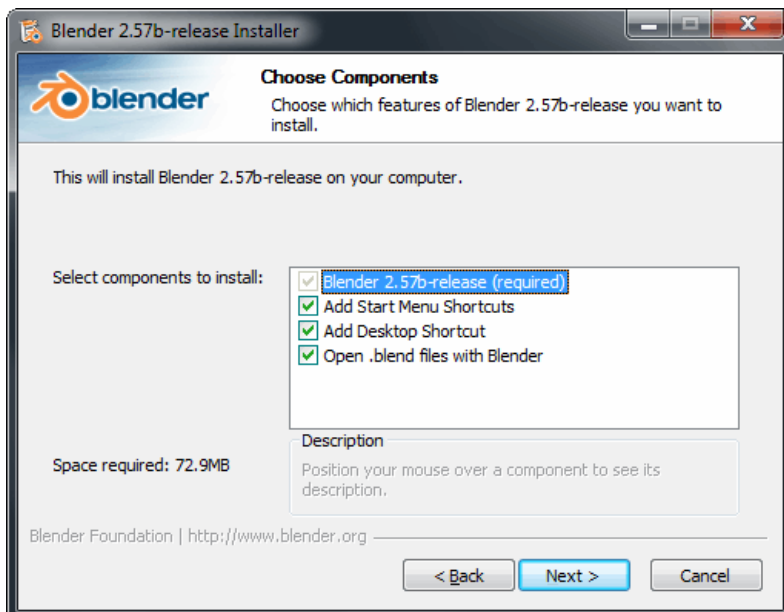 Blender 2.57b-release Installer
blender
Choose Components
Choose which features of Blender 2.57b-release you want to
install.
This will install Blender 2.57b-release on your computer.
Select components to install:
Blender 2.57b-release (required)
Add Start Menu Shortcuts
Add Desktop Shortcut
Open .blend files with Blender
Space required: 72.9MB
Description
Position your mouse over a component to see its
description.
Blender Foundation | http://www.blender.org
< Back
Next >
Cancel